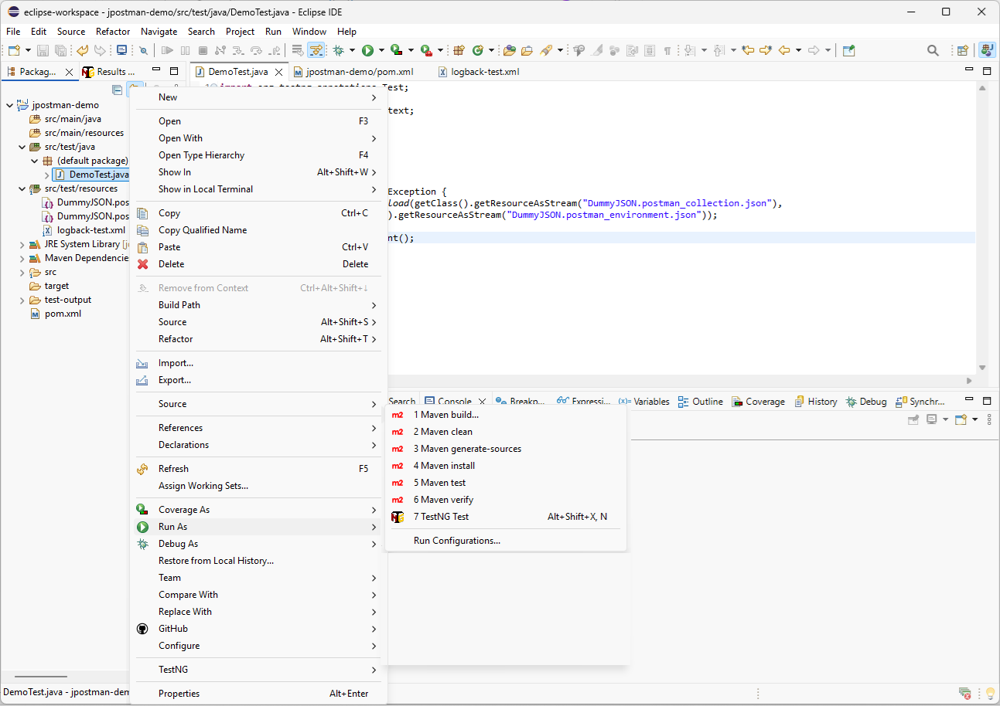 eclipse-workspace - jpostman-demo/src/test/java/DemoTest.java - Eclipse IDE
File Edit Source Refactor Navigate Search Project Run Window Help
Packag... Results ...
DemoTest.java jpostman-demo/pom.xml logback-test.xml
jpostman-demo
src/main/java
src/main/resources
src/test/java
(default package)
DemoTest.java
src/test/resources
DummyJSON.pos
DummyJSON.pos
logback-test.xml
JRE System Library
Maven Dependencie
src
target
test-output
pom.xml
Test;
text;
Exception {
load(getClass().getResourceAsStream("DummyJSON.postman_collection.json"),
).getResourceAsStream("DummyJSON.postman_environment.json"));
nt();
New
Open F3
Open With
Open Type Hierarchy F4
Show In Alt+Shift+W
Show in Local Terminal
Copy Ctrl+C
Copy Qualified Name
Paste Ctrl+V
Delete Delete
Remove from Context Ctrl+Alt+Shift+↓
Build Path
Source Alt+Shift+S
Refactor Alt+Shift+T
Import...
Export...
Source
References
Declarations
Refresh F5
Assign Working Sets...
Coverage As
Run As
Debug As
Restore from Local History...
Team
Compare With
Replace With
GitHub
Configure
TestNG
Properties Alt+Enter
Search Console Breakp... Expressi... Variables Outline Coverage History Debug Synchr...
m2 1 Maven build...
m2 2 Maven clean
m2 3 Maven generate-sources
m2 4 Maven install
m2 5 Maven test
m2 6 Maven verify
7 TestNG Test Alt+Shift+X, N
Run Configurations...
DemoTest.java - jpostman-dem